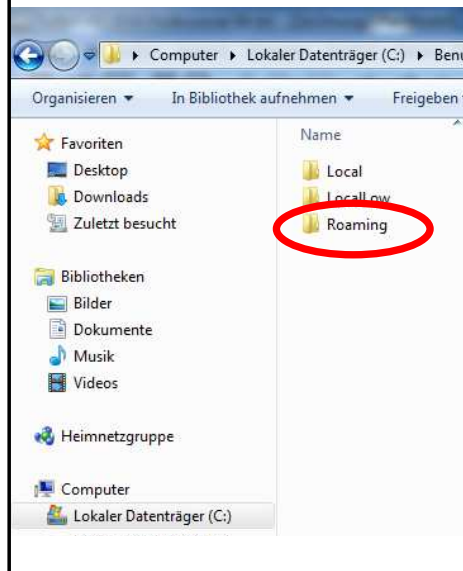 Computer ▸ Lokaler Datenträger (C:) ▸ Ben
Organisieren In Bibliothek aufnehmen Freigeben
Favoriten
Desktop
Downloads
Zuletzt besucht
Bibliotheken
Bilder
Dokumente
Musik
Videos
Heimnetzgruppe
Computer
Lokaler Datenträger (C:)
Name
Local
LocalLow
Roaming